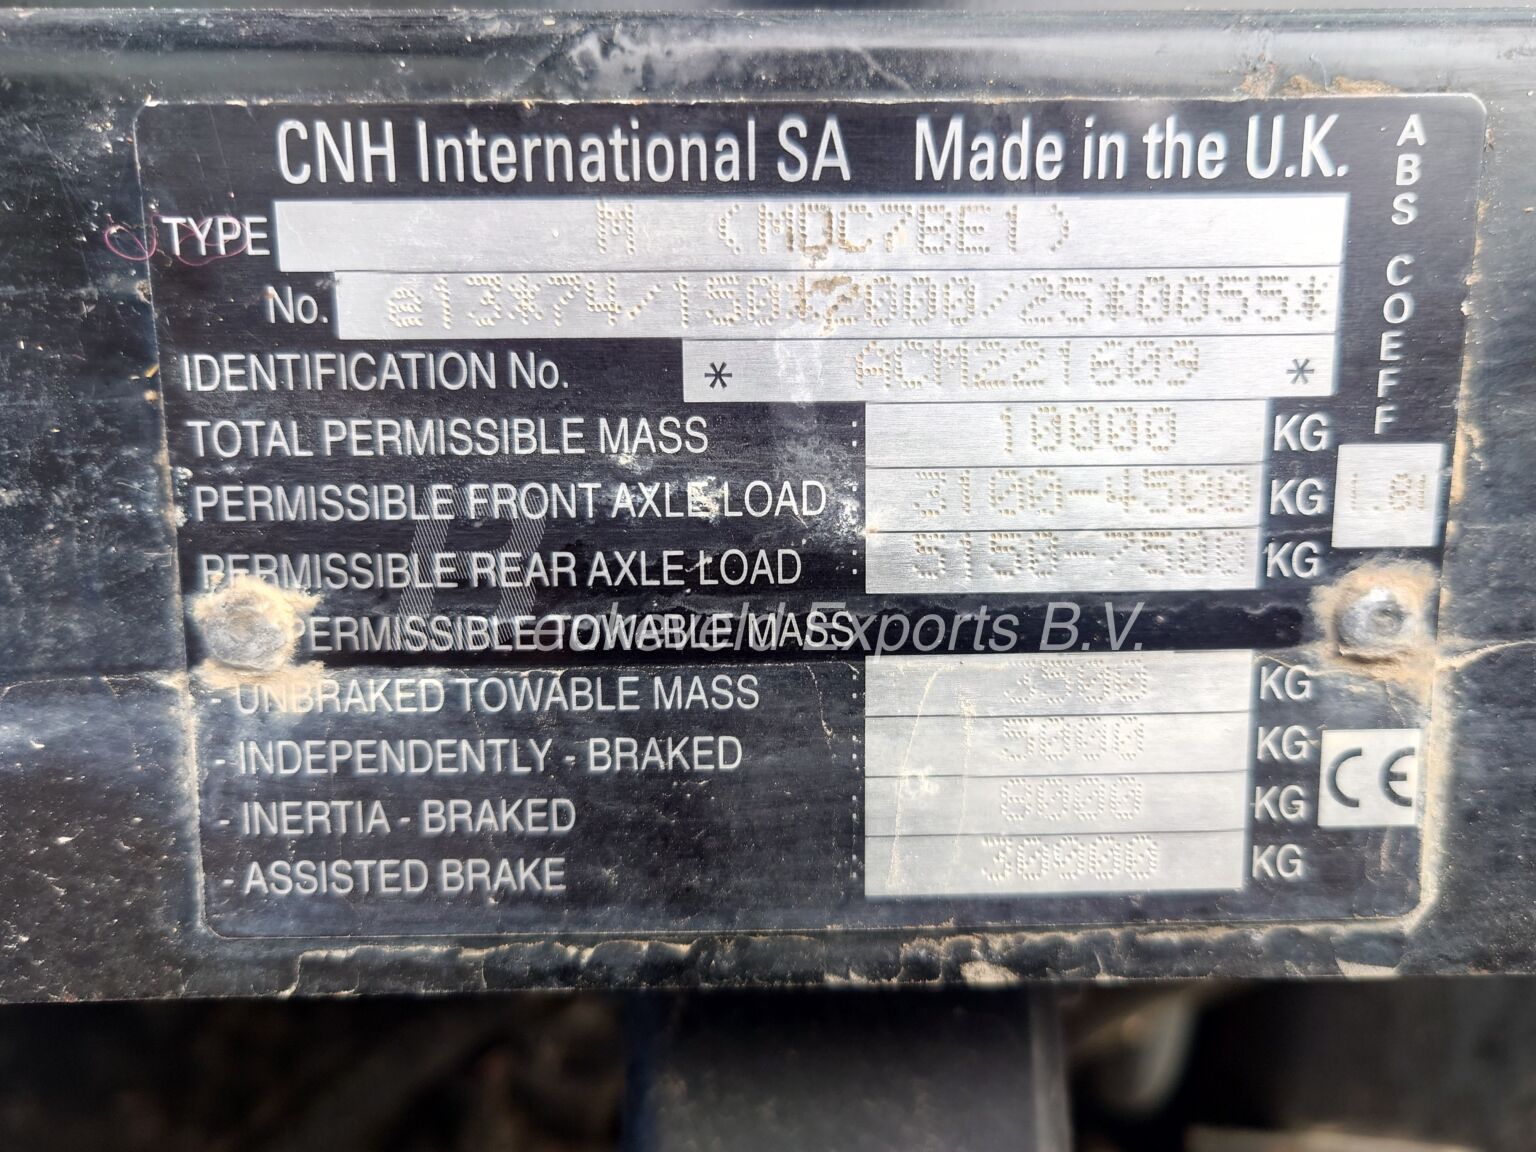 CNH International SA Made in the U.K.
TYPE M (MDC7BE1)
No. e13*74/150*2000/25*0055*
IDENTIFICATION No. * ACM221609 *
TOTAL PERMISSIBLE MASS : 10000 KG
PERMISSIBLE FRONT AXLE LOAD : 3100-4500 KG
PERMISSIBLE REAR AXLE LOAD : 5150-7500 KG
PERMISSIBLE TOWABLE MASS
- UNBRAKED TOWABLE MASS : 3500 KG
- INDEPENDENTLY - BRAKED : 5000 KG
- INERTIA - BRAKED : 8000 KG
- ASSISTED BRAKE : 30000 KG
ABS COEFF
CE
Exports B.V.